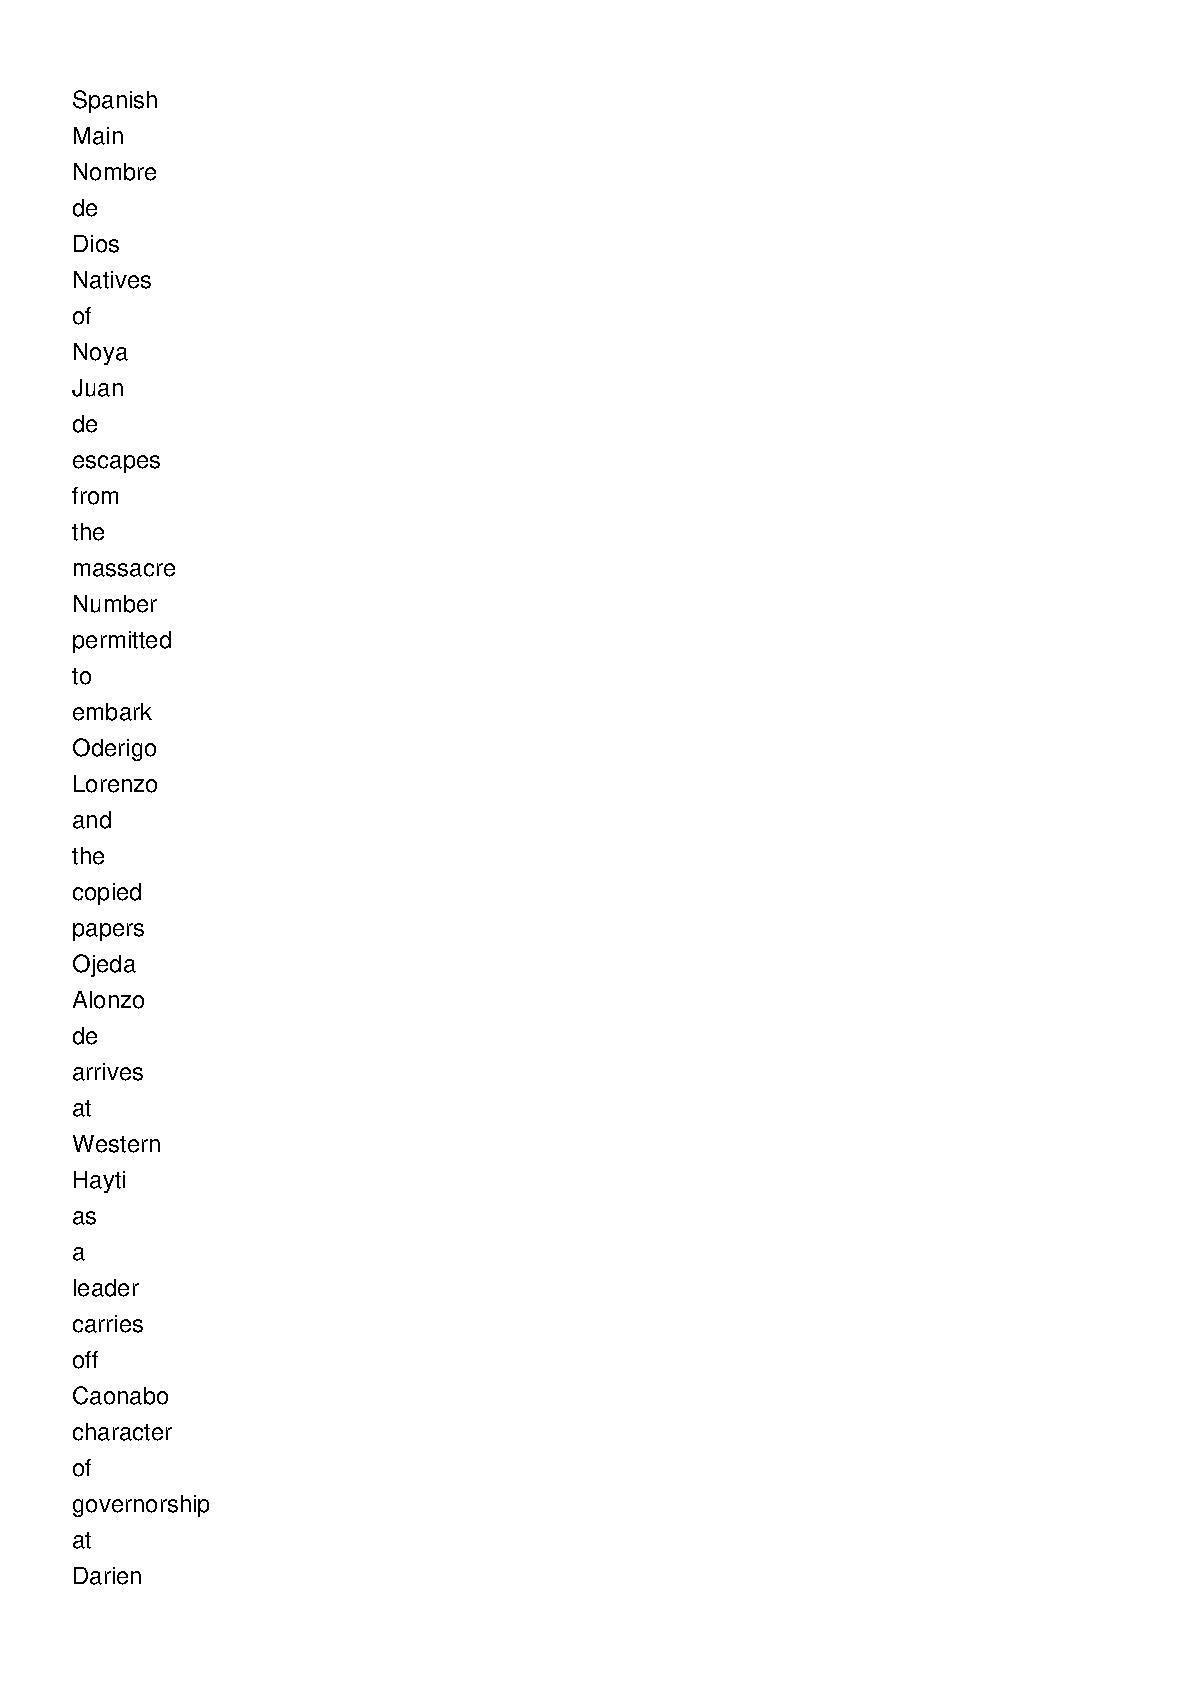 Spanish
Main
Nombre
de
Dios
Natives
of
Noya
Juan
de
escapes
from
the
massacre
Number
permitted
to
embark
Oderigo
Lorenzo
and
the
copied
papers
Ojeda
Alonzo
de
arrives
at
Western
Hayti
as
a
leader
carries
off
Caonabo
character
of
governorship
at
Darien